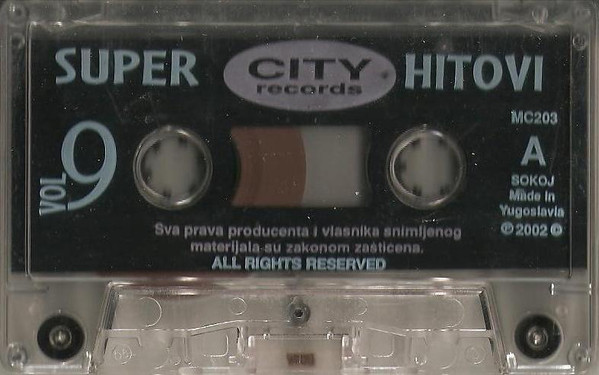 SUPER CITY records HITOVI
MC203
VOL 9
A
SOKOJ
Made in
Yugoslavia
℗2002©
Sva prava producenta i vlasnika snimljenog
materijala su zakonom zaštićena.
ALL RIGHTS RESERVED